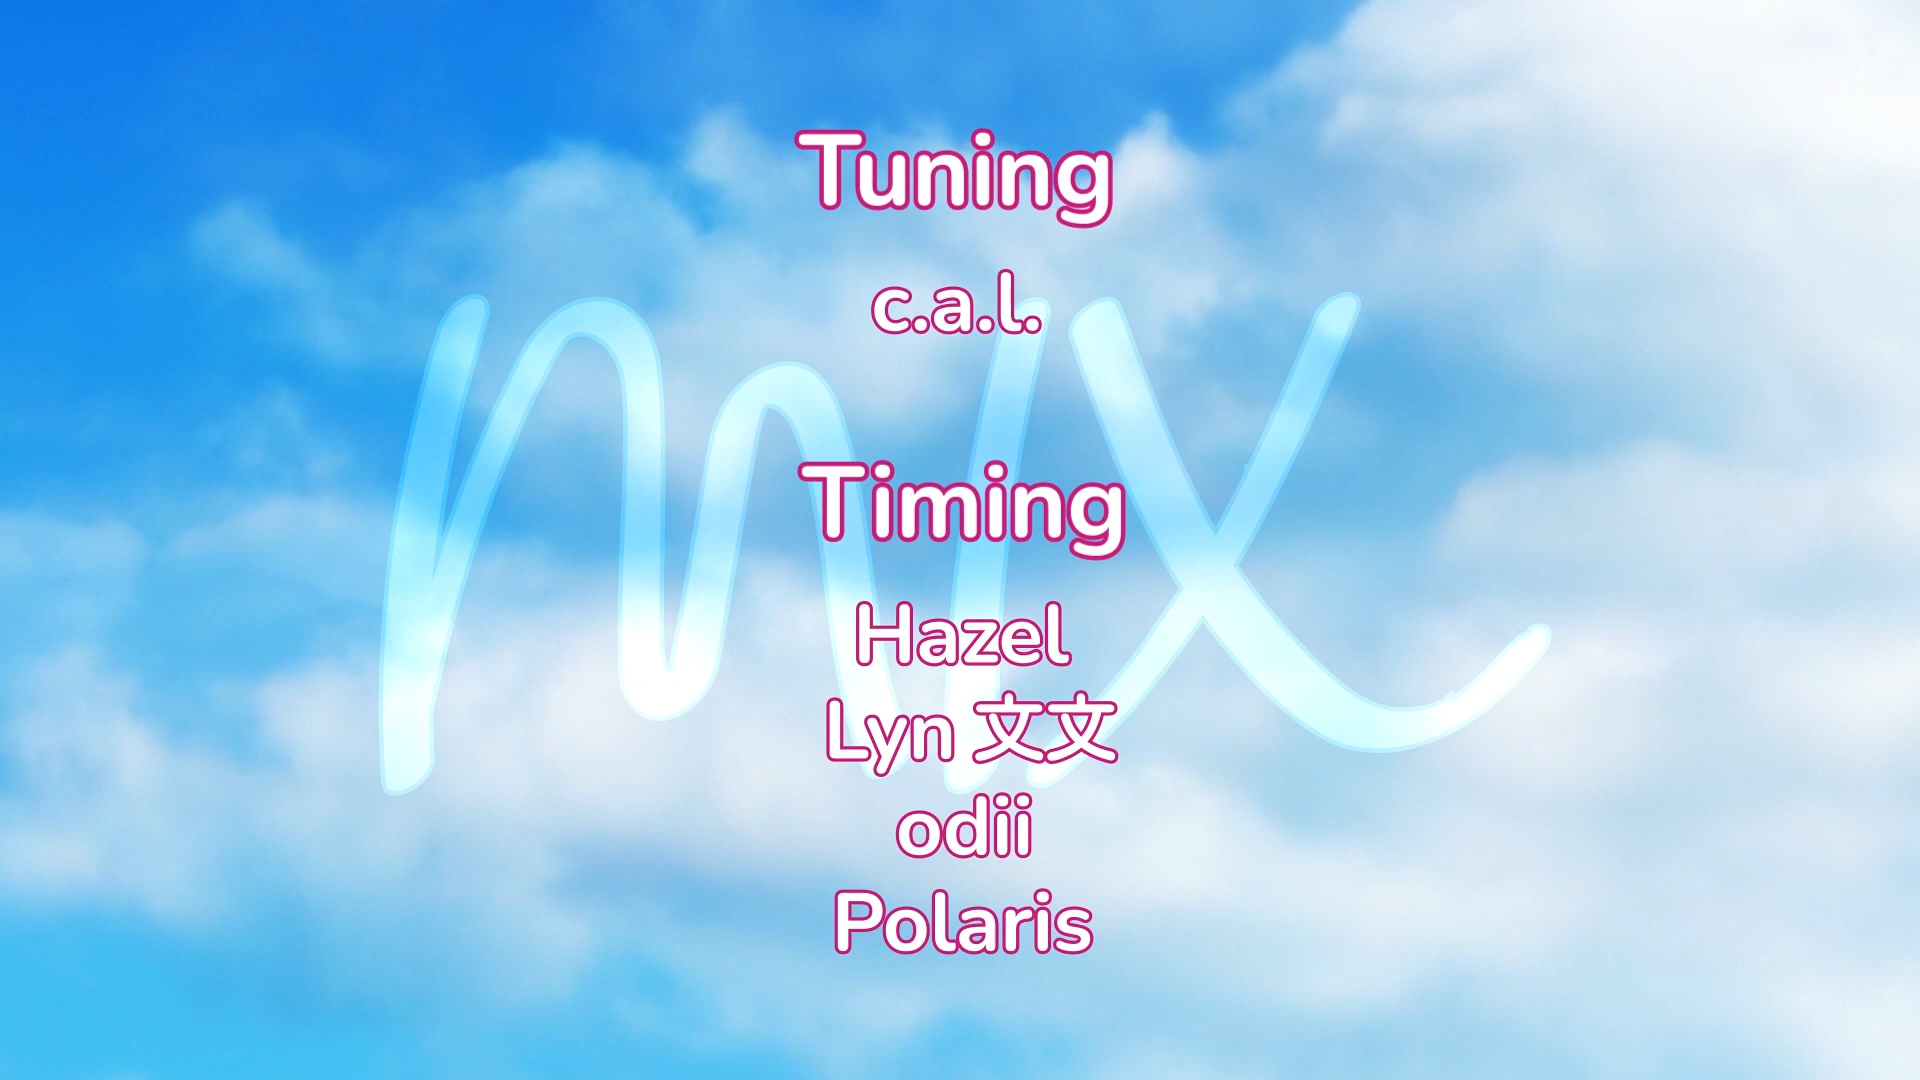 Tuning
c.a.l.
MIX
Timing
Hazel
Lyn 文文
odii
Polaris